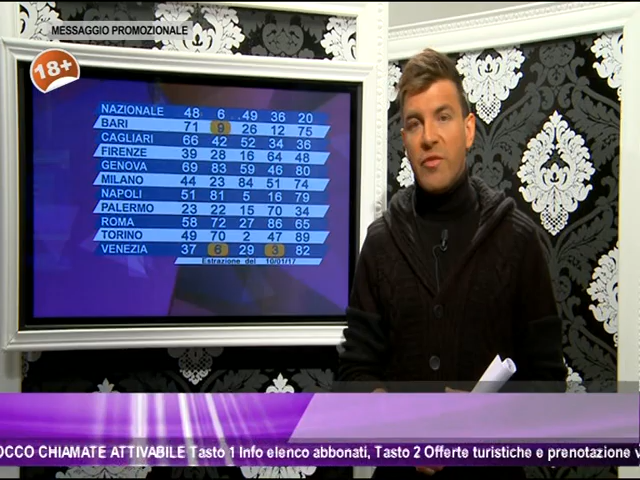 MESSAGGIO PROMOZIONALE
18+
NAZIONALE 48 6 49 36 20
BARI 71 9 26 12 75
CAGLIARI 66 42 52 34 36
FIRENZE 39 28 16 64 48
GENOVA 69 83 59 46 80
MILANO 44 23 84 51 74
NAPOLI 51 81 5 16 79
PALERMO 23 22 15 70 34
ROMA 58 72 27 86 65
TORINO 49 70 2 47 89
VENEZIA 37 6 29 3 82
Estrazione del 10/01/17
OCCO CHIAMATE ATTIVABILE Tasto 1 Info elenco abbonati, Tasto 2 Offerte turistiche e prenotazione v